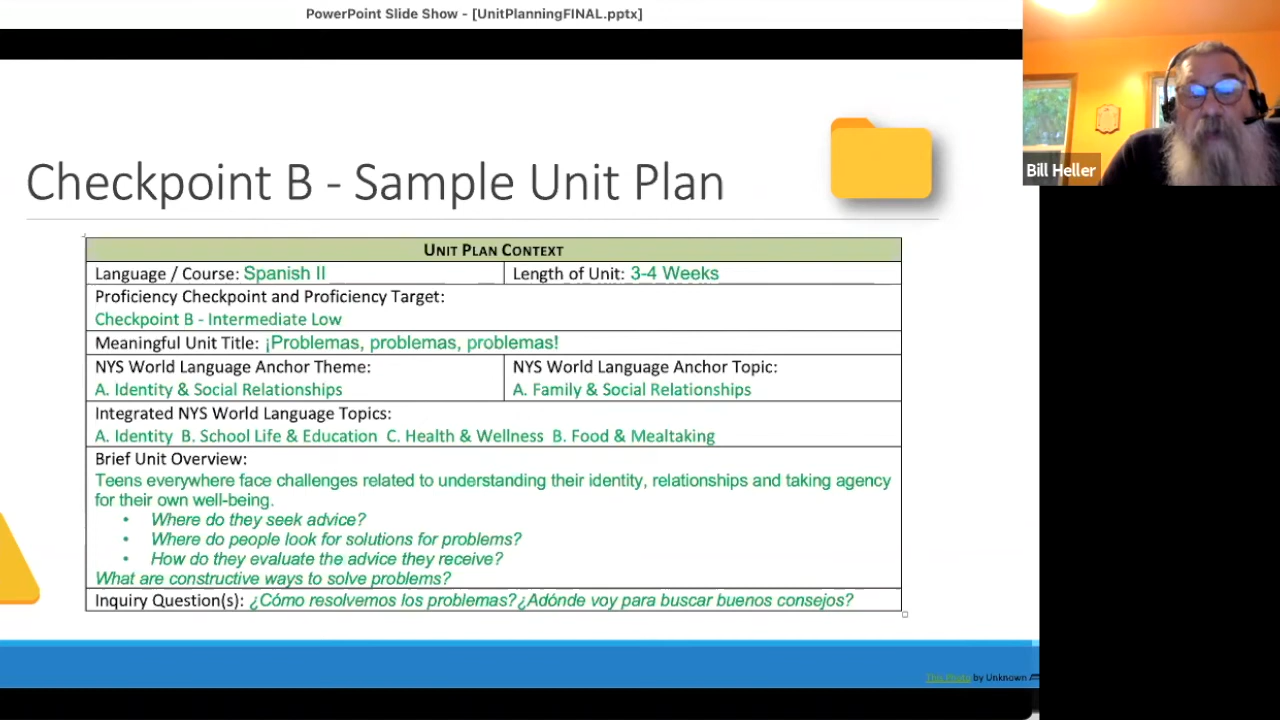 PowerPoint Slide Show - [UnitPlanningFINAL.pptx]
Bill Heller
Checkpoint B - Sample Unit Plan
UNIT PLAN CONTEXT
Language / Course: Spanish II
Length of Unit: 3-4 Weeks
Proficiency Checkpoint and Proficiency Target:
Checkpoint B - Intermediate Low
Meaningful Unit Title: ¡Problemas, problemas, problemas!
NYS World Language Anchor Theme:
A. Identity & Social Relationships
NYS World Language Anchor Topic:
A. Family & Social Relationships
Integrated NYS World Language Topics:
A. Identity B. School Life & Education C. Health & Wellness B. Food & Mealtaking
Brief Unit Overview:
Teens everywhere face challenges related to understanding their identity, relationships and taking agency
for their own well-being.
• Where do they seek advice?
• Where do people look for solutions for problems?
• How do they evaluate the advice they receive?
What are constructive ways to solve problems?
Inquiry Question(s): ¿Cómo resolvemos los problemas? ¿Adónde voy para buscar buenos consejos?
This Photo by Unknown